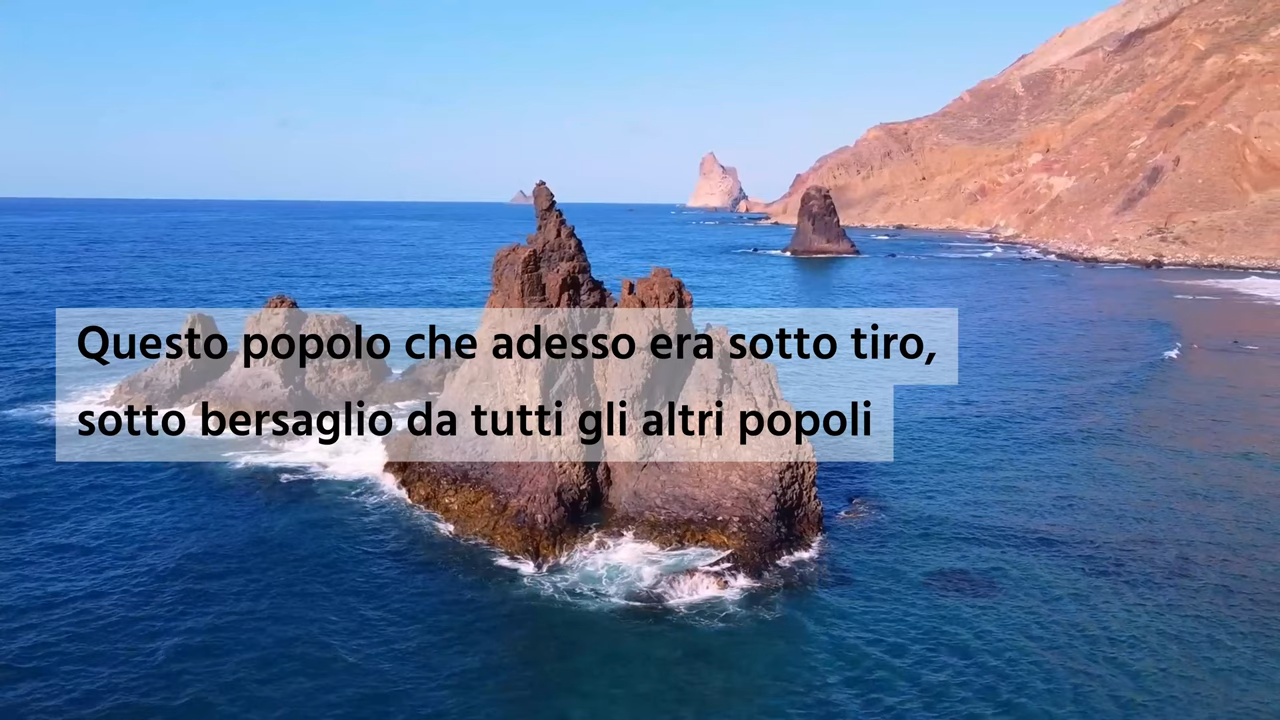 Questo popolo che adesso era sotto tiro,
sotto bersaglio da tutti gli altri popoli